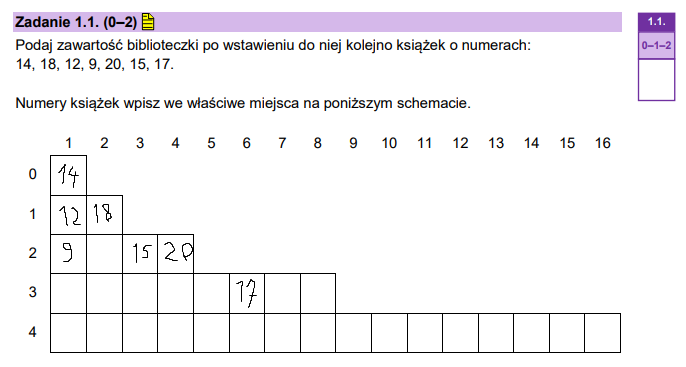 Zadanie 1.1. (0–2)
1.1.
0–1–2
Podaj zawartość biblioteczki po wstawieniu do niej kolejno książek o numerach:
14, 18, 12, 9, 20, 15, 17.
Numery książek wpisz we właściwe miejsca na poniższym schemacie.
1 2 3 4 5 6 7 8 9 10 11 12 13 14 15 16
0 14
1 12 18
2 9 15 20
3 17
4